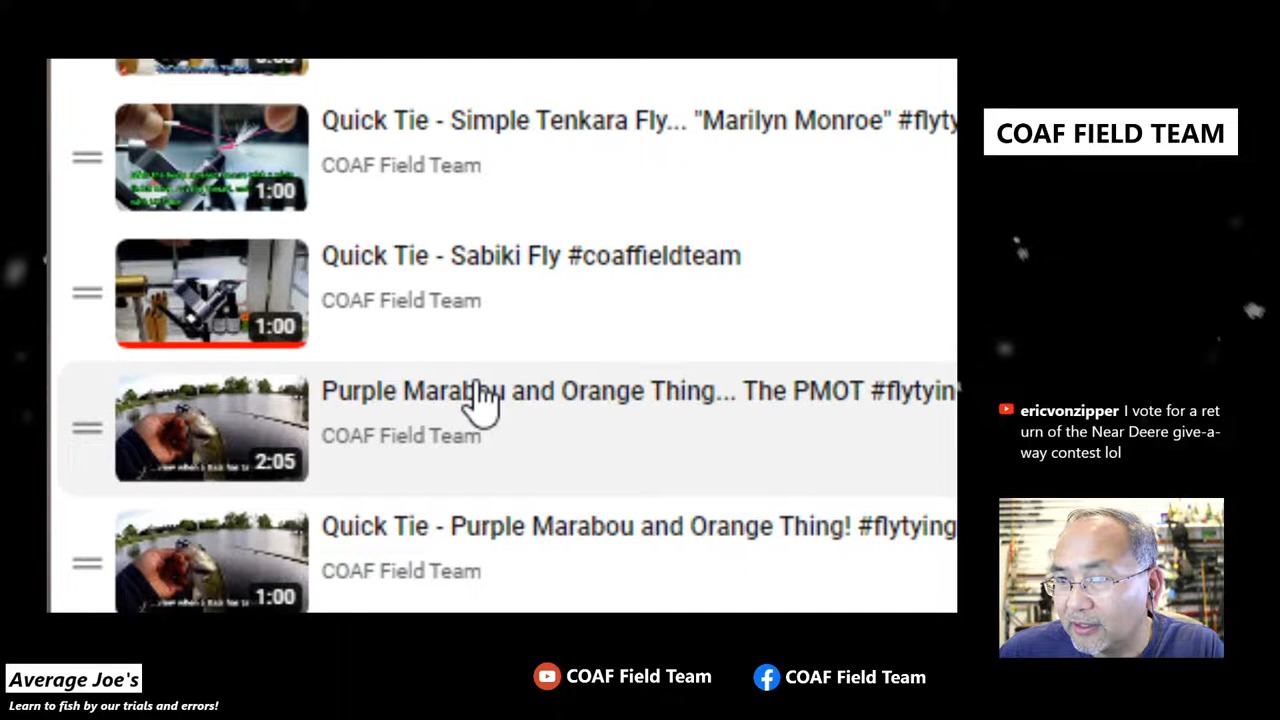 Quick Tie - Simple Tenkara Fly... "Marilyn Monroe" #flyty
COAF Field Team
1:00
Quick Tie - Sabiki Fly #coaffieldteam
COAF Field Team
1:00
Purple Marabou and Orange Thing... The PMOT #flytyin
COAF Field Team
2:05
Quick Tie - Purple Marabou and Orange Thing! #flytying
COAF Field Team
1:00
COAF FIELD TEAM
ericvonzipper I vote for a ret
urn of the Near Deere give-a-
way contest lol
Average Joe's
Learn to fish by our trials and errors!
COAF Field Team
COAF Field Team